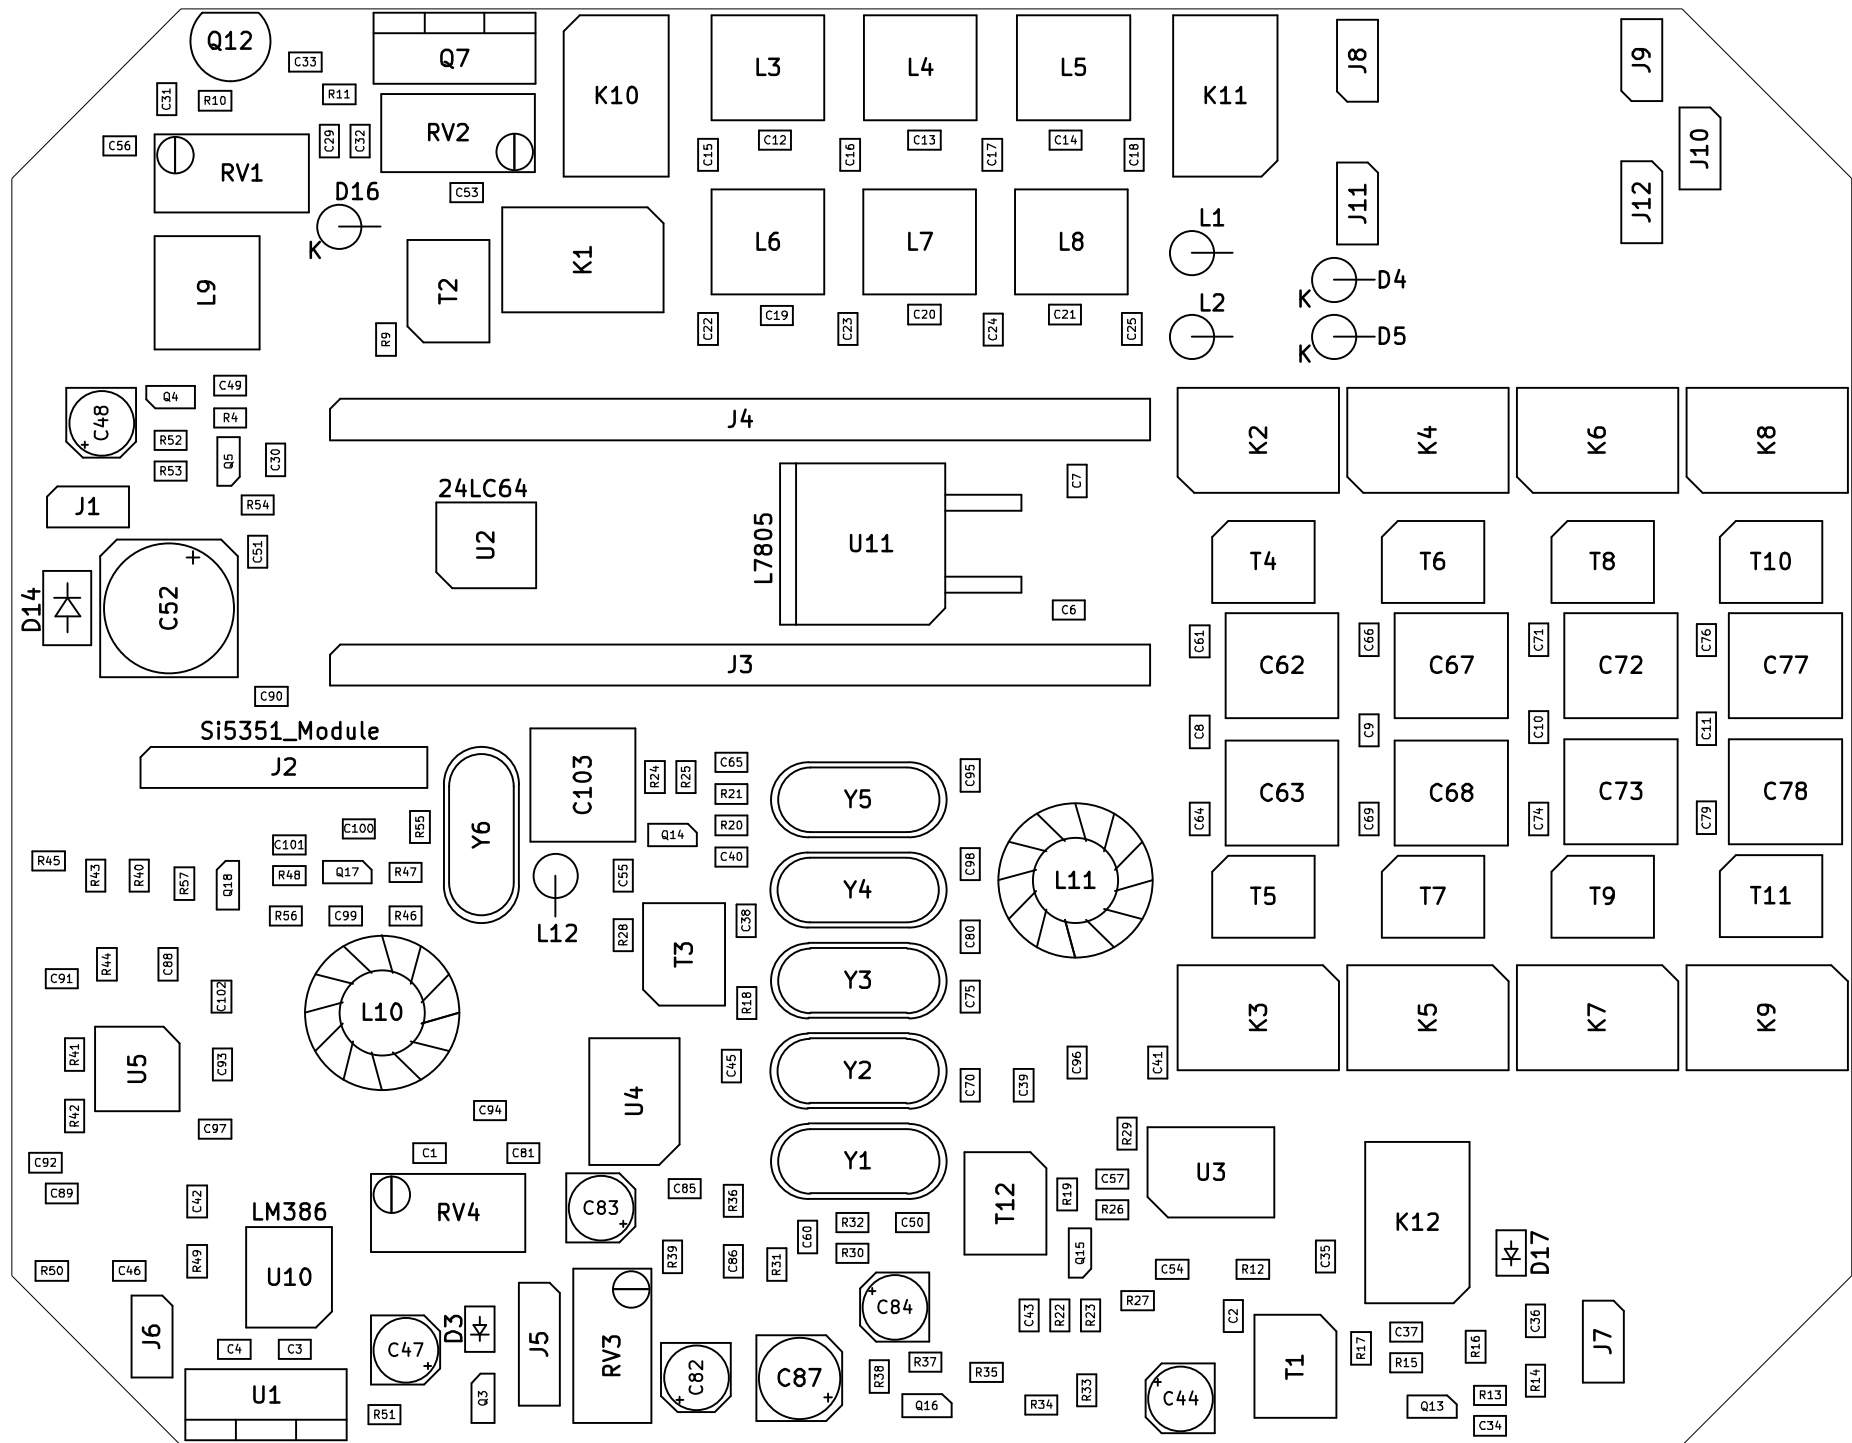 Q12
C33
Q7
K10
L3
L4
L5
K11
J8
J9
C31
R10
R11
C56
C29
C32
RV2
C12
C13
C14
J10
RV1
C15
C16
C17
C18
D16
C53
K
J11
J12
L9
T2
K1
L6
L7
L8
L1
D4
K
R9
C22
C19
C23
C20
C24
C21
C25
L2
D5
K
C48
+
Q4
C49
R4
R52
R53
Q5
C30
J4
K2
K4
K6
K8
J1
R54
24LC64
U2
L7805
U11
C7
D14
C52
+
C51
C6
T4
T6
T8
T10
C61
C62
C66
C67
C71
C72
C76
C77
J3
C90
Si5351_Module
J2
Y6
C103
R24
R25
C65
R21
R20
C40
Q14
Y5
C95
C8
C9
C10
C11
C63
C68
C73
C78
C64
C69
C74
C79
C100
R55
C101
R45
R43
R40
R57
Q18
R48
Q17
R47
R56
C99
R46
L12
C55
R28
C38
Y4
C98
L11
T5
T7
T9
T11
C91
R44
C88
C102
L10
T3
R18
Y3
C80
C75
K3
K5
K7
K9
R41
U5
C93
R42
C97
U4
C45
Y2
C70
C39
C96
C41
C94
C92
C89
C1
C81
C42
LM386
U10
RV4
C83
+
C85
R36
Y1
T12
R19
R29
C57
R26
U3
K12
D17
R50
C46
R49
R39
C86
R31
C60
R32
R30
C50
Q15
C54
R12
C35
J6
C4
C3
U1
C47
+
D3
J5
RV3
Q3
R51
C82
+
C87
+
C84
+
R38
R37
Q16
R35
R34
R33
C43
R22
R23
R27
C44
+
C2
T1
R17
C37
R15
Q13
R16
R13
C34
C36
R14
J7